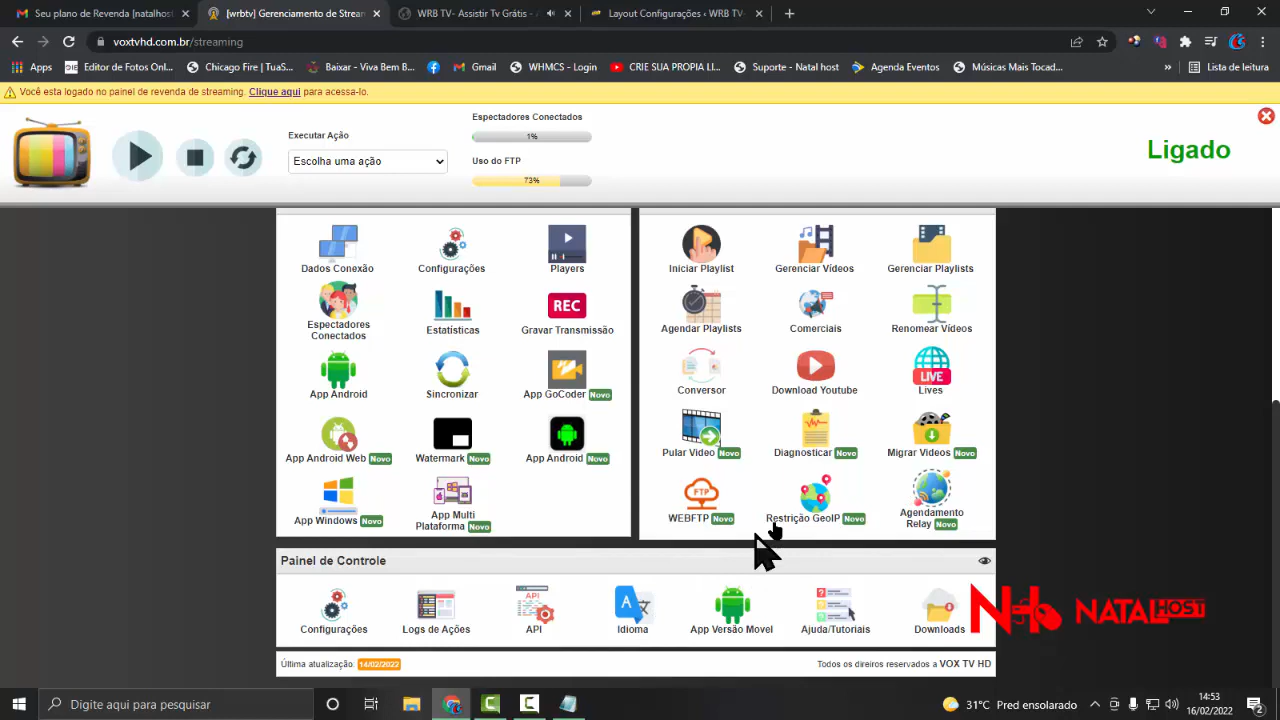 Seu plano de Revenda [natalhost
[wrbtv] Gerenciamento de Stream
WRB TV- Assistir Tv Grátis -
Layout Configurações ‹ WRB TV-
voxtvhd.com.br/streaming
Apps
Editor de Fotos Onl...
Chicago Fire | TuaS...
Baixar - Viva Bem B...
Gmail
WHMCS - Login
CRIE SUA PROPIA LI...
Suporte - Natal host
Agenda Eventos
Músicas Mais Tocad...
»
Lista de leitura
Você esta logado no painel de revenda de streaming. Clique aqui para acessa-lo.
Executar Ação
Escolha uma ação
Espectadores Conectados
1%
Uso do FTP
73%
Ligado
Dados Conexão
Configurações
Players
Iniciar Playlist
Gerenciar Vídeos
Gerenciar Playlists
REC
Espectadores
Conectados
Estatísticas
Gravar Transmissão
Agendar Playlists
Comerciais
Renomear Vídeos
LIVE
App Android
Sincronizar
App GoCoder Novo
Conversor
Download Youtube
Lives
App Android Web Novo
Watermark Novo
App Android Novo
Pular Video Novo
Diagnosticar Novo
Migrar Videos Novo
FTP
App Windows Novo
App Multi
Plataforma Novo
WEBFTP Novo
Restrição GeoIP Novo
Agendamento
Relay Novo
Painel de Controle
API
A
Configurações
Logs de Ações
API
Idioma
App Versão Movel
Ajuda/Tutoriais
Downloads
NATALHOST
Última atualização 14/02/2022
Todos os direiros reservados a VOX TV HD
Digite aqui para pesquisar
31°C Pred ensolarado
14:53
16/02/2022
2